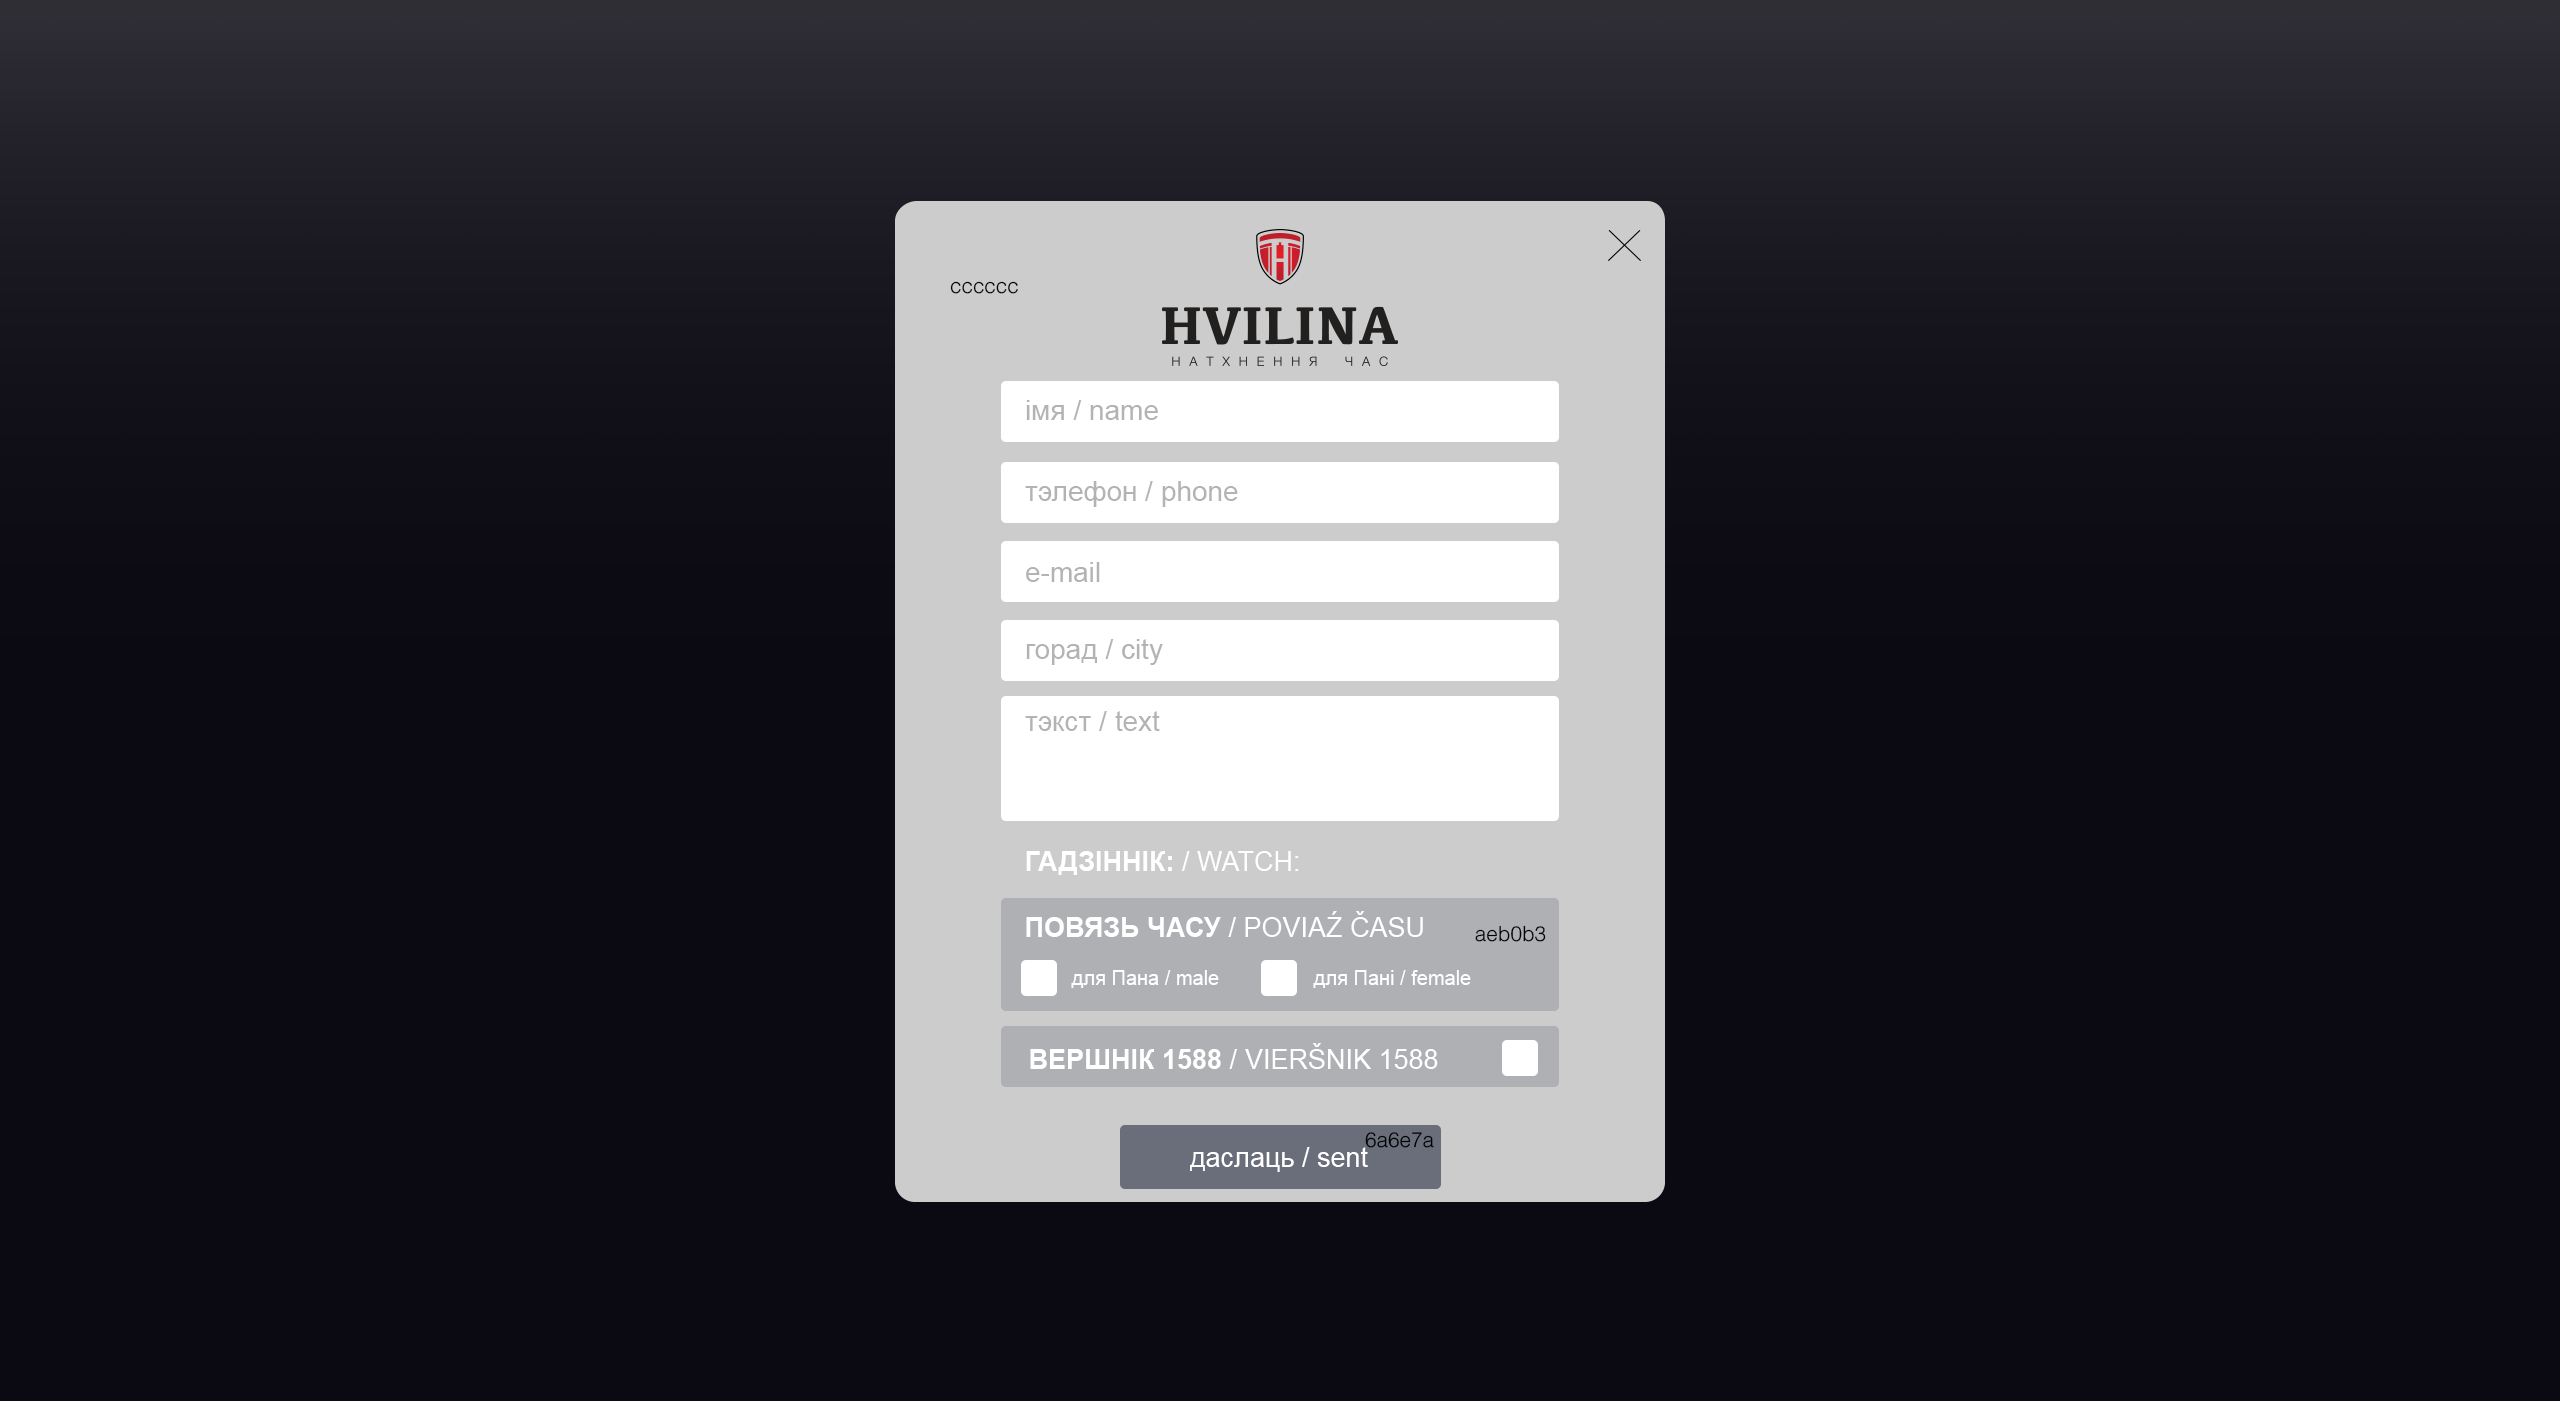 cccccc
HVILINA
НАТХНЕННЯ ЧАС
імя / name
тэлефон / phone
e-mail
горад / city
тэкст / text
ГАДЗІННІК: / WATCH:
ПОВЯЗЬ ЧАСУ / POVIAŹ ČASU
aeb0b3
для Пана / male
для Пані / female
ВЕРШНІК 1588 / VIERŠNIK 1588
6a6e7a
даслаць / sent